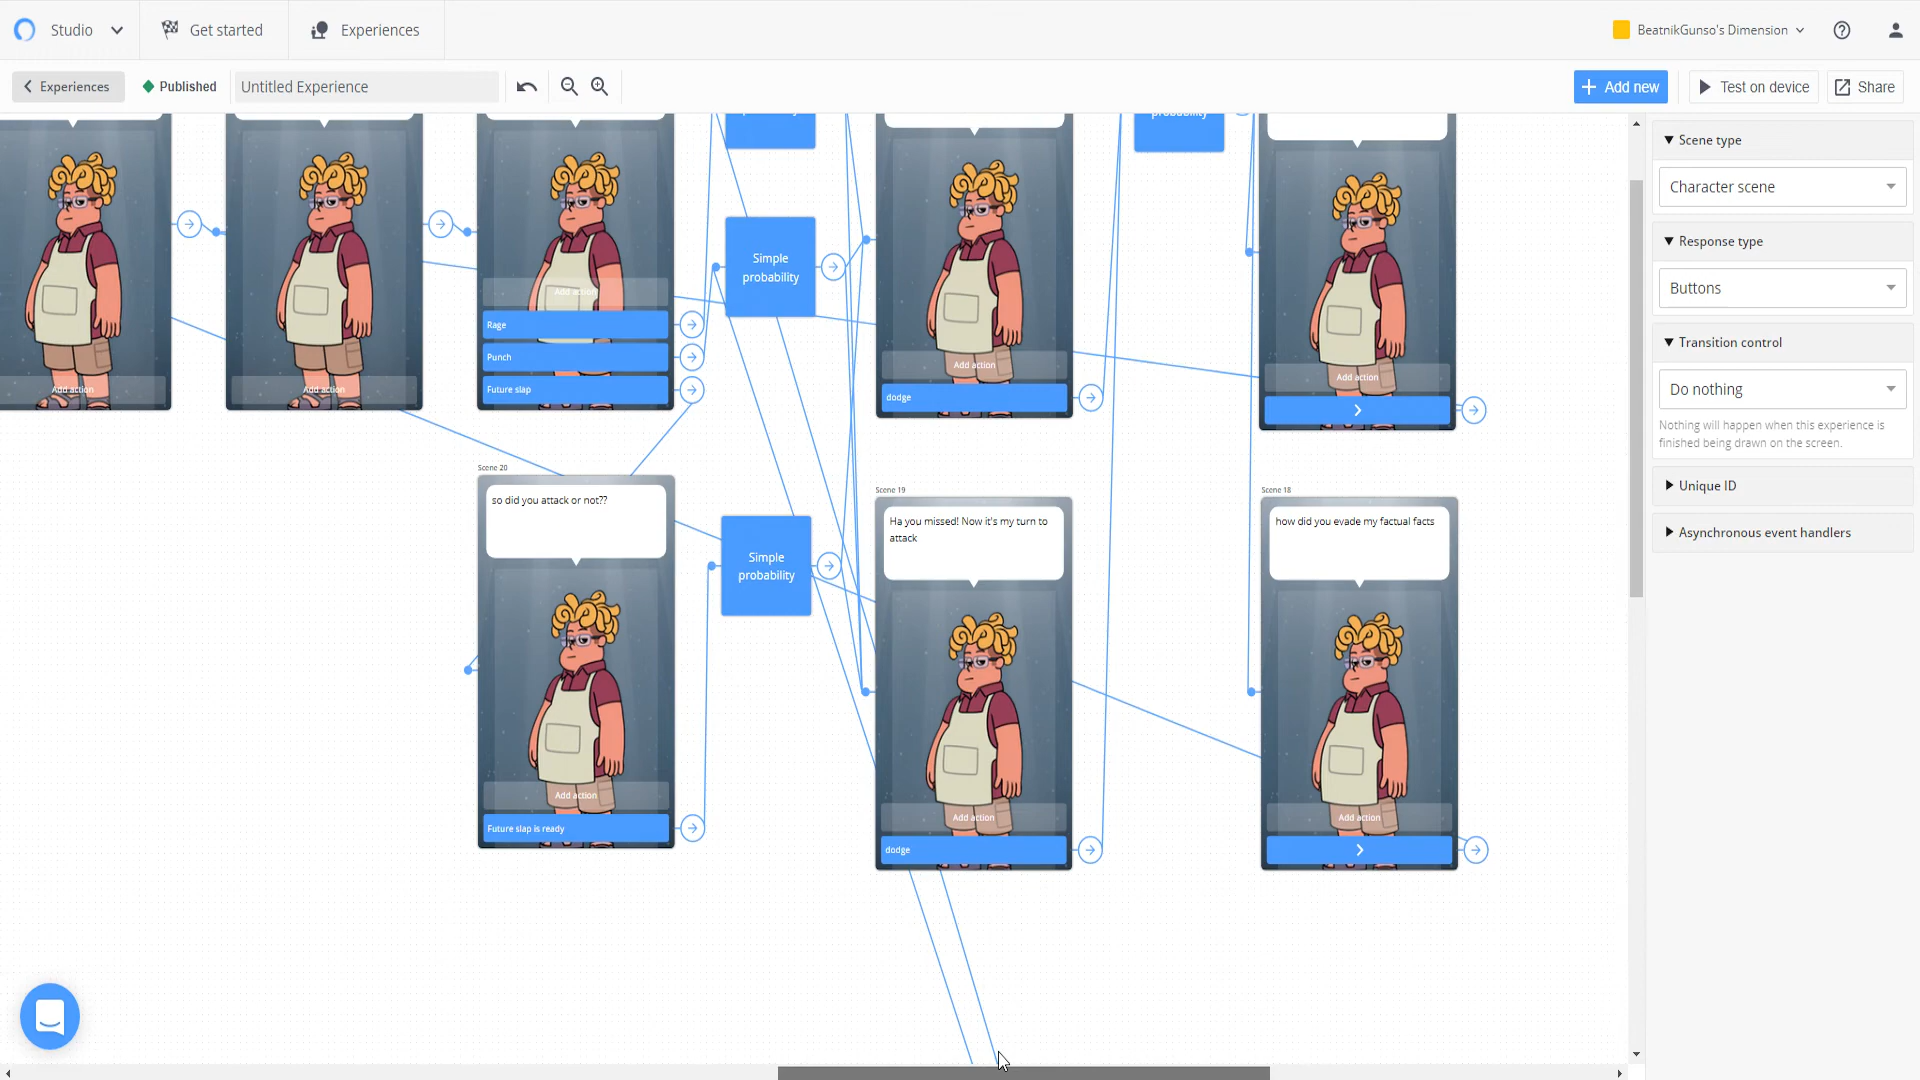 Studio
Get started
Experiences
BeatnikGunso's Dimension
Experiences
Published
Untitled Experience
Add new
Test on device
Share
probability
Add action
Add action
Add action
Rage
Punch
Future slap
Simple
probability
Add action
dodge
Add action
Scene 20
so did you attack or not??
Add action
Future slap is ready
Simple
probability
Scene 19
Ha you missed! Now it's my turn to
attack
Add action
dodge
Scene 18
how did you evade my factual facts
Add action
Scene type
Character scene
Response type
Buttons
Transition control
Do nothing
Nothing will happen when this experience is
finished being drawn on the screen.
Unique ID
Asynchronous event handlers